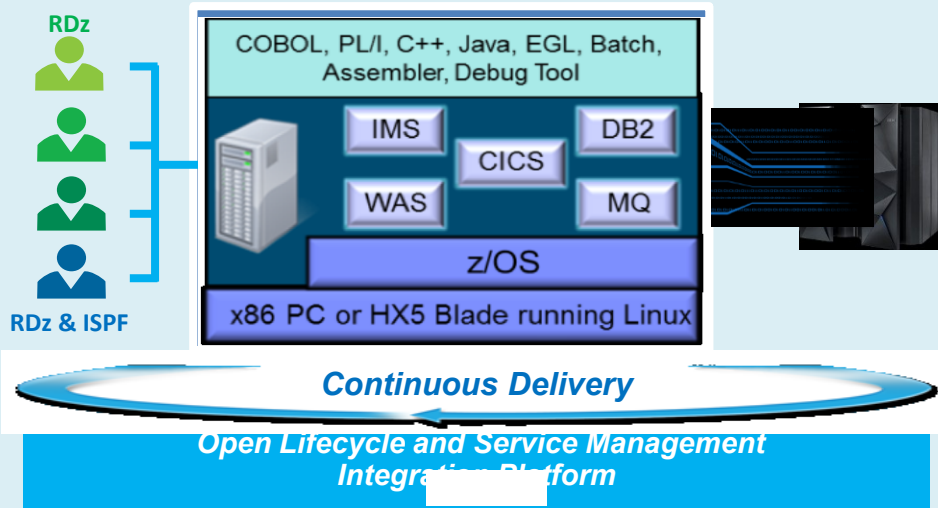 RDz
COBOL, PL/I, C++, Java, EGL, Batch,
Assembler, Debug Tool
IMS
DB2
CICS
WAS
MQ
z/OS
x86 PC or HX5 Blade running Linux
RDz & ISPF
Continuous Delivery
Open Lifecycle and Service Management
Integration Platform